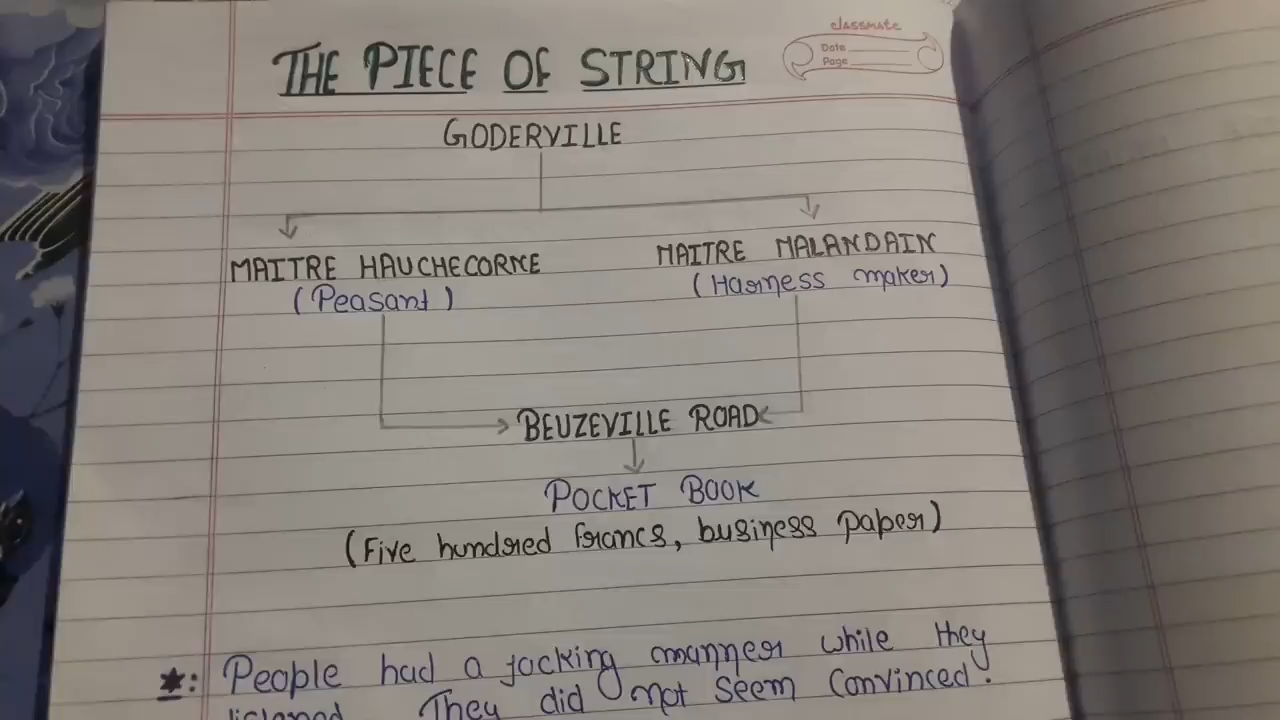 classmate
Date
Page
THE PIECE OF STRING
GODERVILLE
MAITRE HAUCHECORNE
MAITRE MALANDAIN
(Peasant)
(Harness maker)
BEUZEVILLE ROAD
POCKET BOOK
(Five hundred francs, business paper)
*: People had a jocking manner while they
listened. They did not seem convinced.